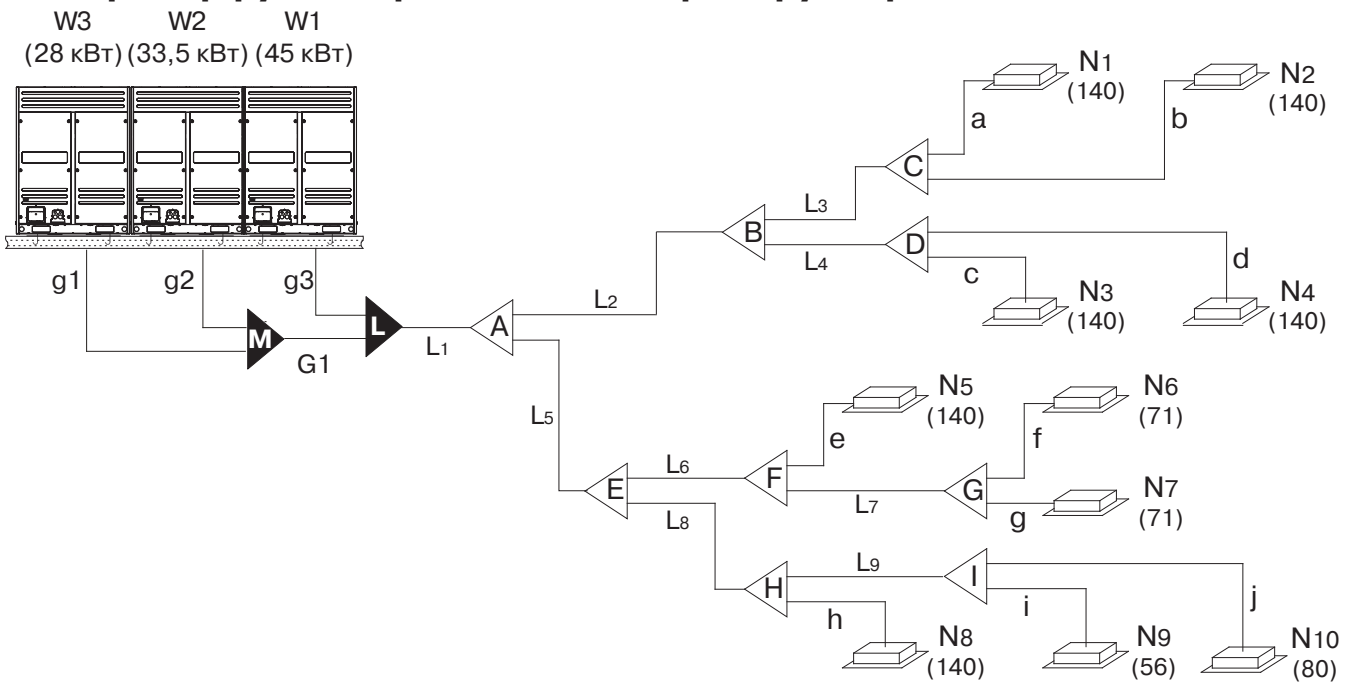 W3 W2 W1
(28 кВт) (33,5 кВт) (45 кВт)
N1
(140)
N2
(140)
a
b
C
L3
B
D
L4
c
d
N3
(140)
N4
(140)
g1
g2
g3
L2
M
L
A
G1
L1
N5
(140)
N6
(71)
L5
e
f
L6
F
E
G
L7
g
N7
(71)
L8
L9
H
I
h
i
j
N8
(140)
N9
(56)
N10
(80)